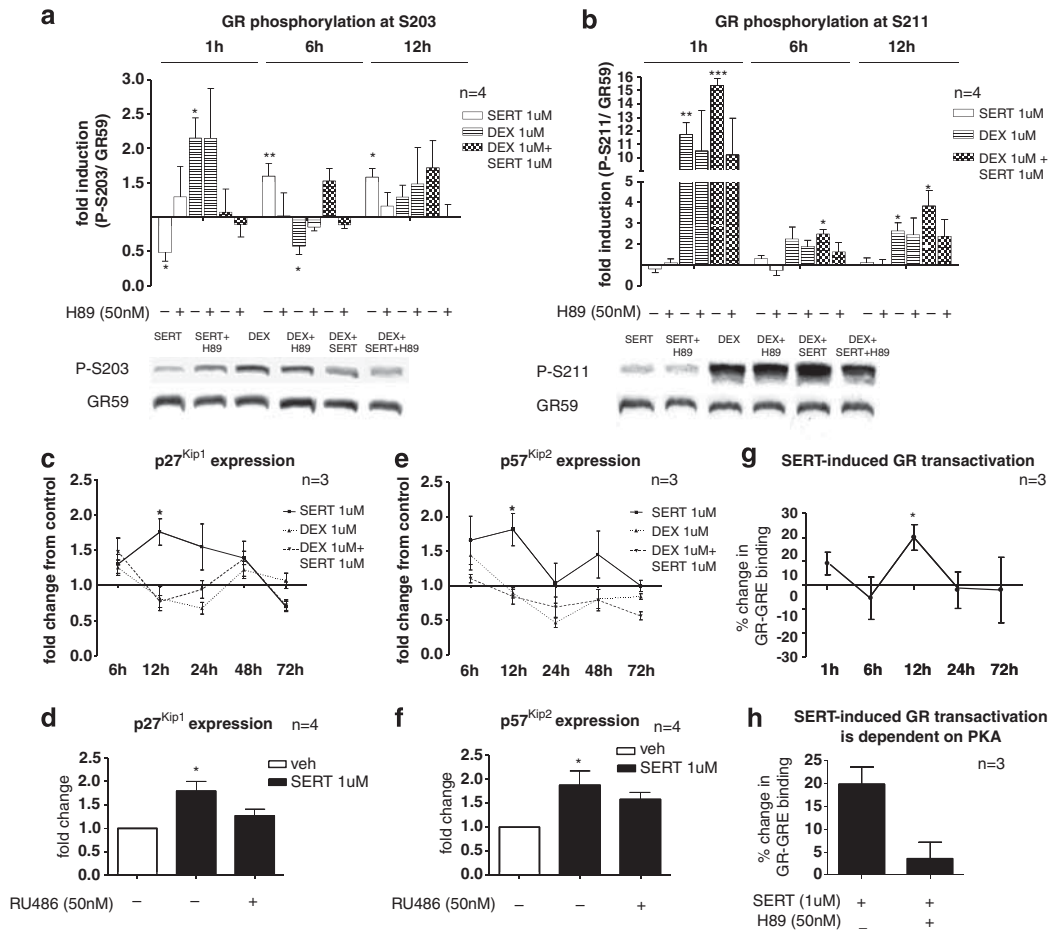 a
GR phosphorylation at S203
1h 6h 12h
fold induction
(P-S203/ GR59)
3.0
2.5
2.0
1.5
0.5
0.0
n=4
SERT 1uM
DEX 1uM
DEX 1uM+
SERT 1uM
* * ** * *
H89 (50nM) – + – + – + – + – + – + – + – + – +
SERT SERT+ H89 DEX DEX+ H89 DEX+ SERT DEX+ SERT+H89
P-S203
GR59
b
GR phosphorylation at S211
1h 6h 12h
fold induction (P-S211/ GR59)
16
14
13
12
11
10
5
4
3
2
1
0
n=4
SERT 1uM
DEX 1uM
DEX 1uM +
SERT 1uM
** *** * * *
H89 (50nM) – + – + – + – + – + – + – + – + – +
SERT SERT+ H89 DEX DEX+ H89 DEX+ SERT DEX+ SERT+H89
P-S211
GR59
c
p27Kip1 expression
n=3
fold change from control
2.5
2.0
1.5
1.0
0.5
0.0
*
SERT 1uM
DEX 1uM
DEX 1uM+
SERT 1uM
6h 12h 24h 48h 72h
e
p57Kip2 expression
n=3
fold change from control
2.5
2.0
1.5
1.0
0.5
0.0
*
SERT 1uM
DEX 1uM
DEX 1uM+
SERT 1uM
6h 12h 24h 48h 72h
g
SERT-induced GR transactivation
n=3
% change in
GR-GRE binding
30
20
10
0
-10
-20
-30
*
1h 6h 12h 24h 72h
d
p27Kip1 expression
n=4
fold change
2.5
2.0
1.5
1.0
0.5
0.0
*
veh
SERT 1uM
RU486 (50nM) – – +
f
p57Kip2 expression
n=4
fold change
2.5
2.0
1.5
1.0
0.5
0.0
*
veh
SERT 1uM
RU486 (50nM) – – +
h
SERT-induced GR transactivation
is dependent on PKA
n=3
% change in
GR-GRE binding
25
20
15
10
5
0
SERT (1uM) + +
H89 (50nM) – +